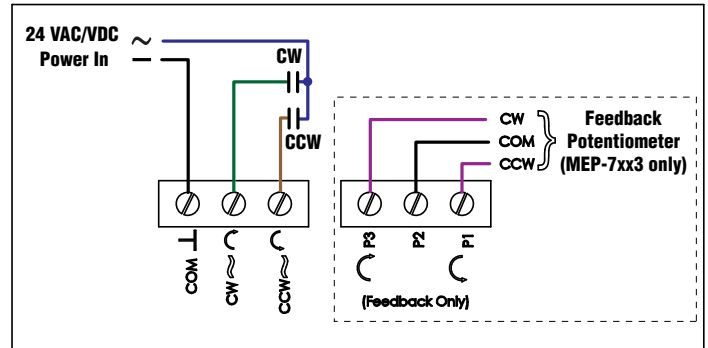 24 VAC/VDC
Power In
CW
CCW
CW
COM
CCW
Feedback
Potentiometer
(MEP-7xx3 only)
COM
CW
CCW
P3
P2
P1
(Feedback Only)